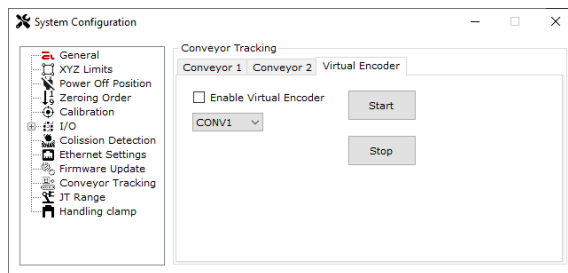 System Configuration
General
XYZ Limits
Power Off Position
Zeroing Order
Calibration
I/O
Colission Detection
Ethernet Settings
Firmware Update
Conveyor Tracking
JT Range
Handling clamp
Conveyor Tracking
Conveyor 1 Conveyor 2 Virtual Encoder
Enable Virtual Encoder
CONV1
Start
Stop